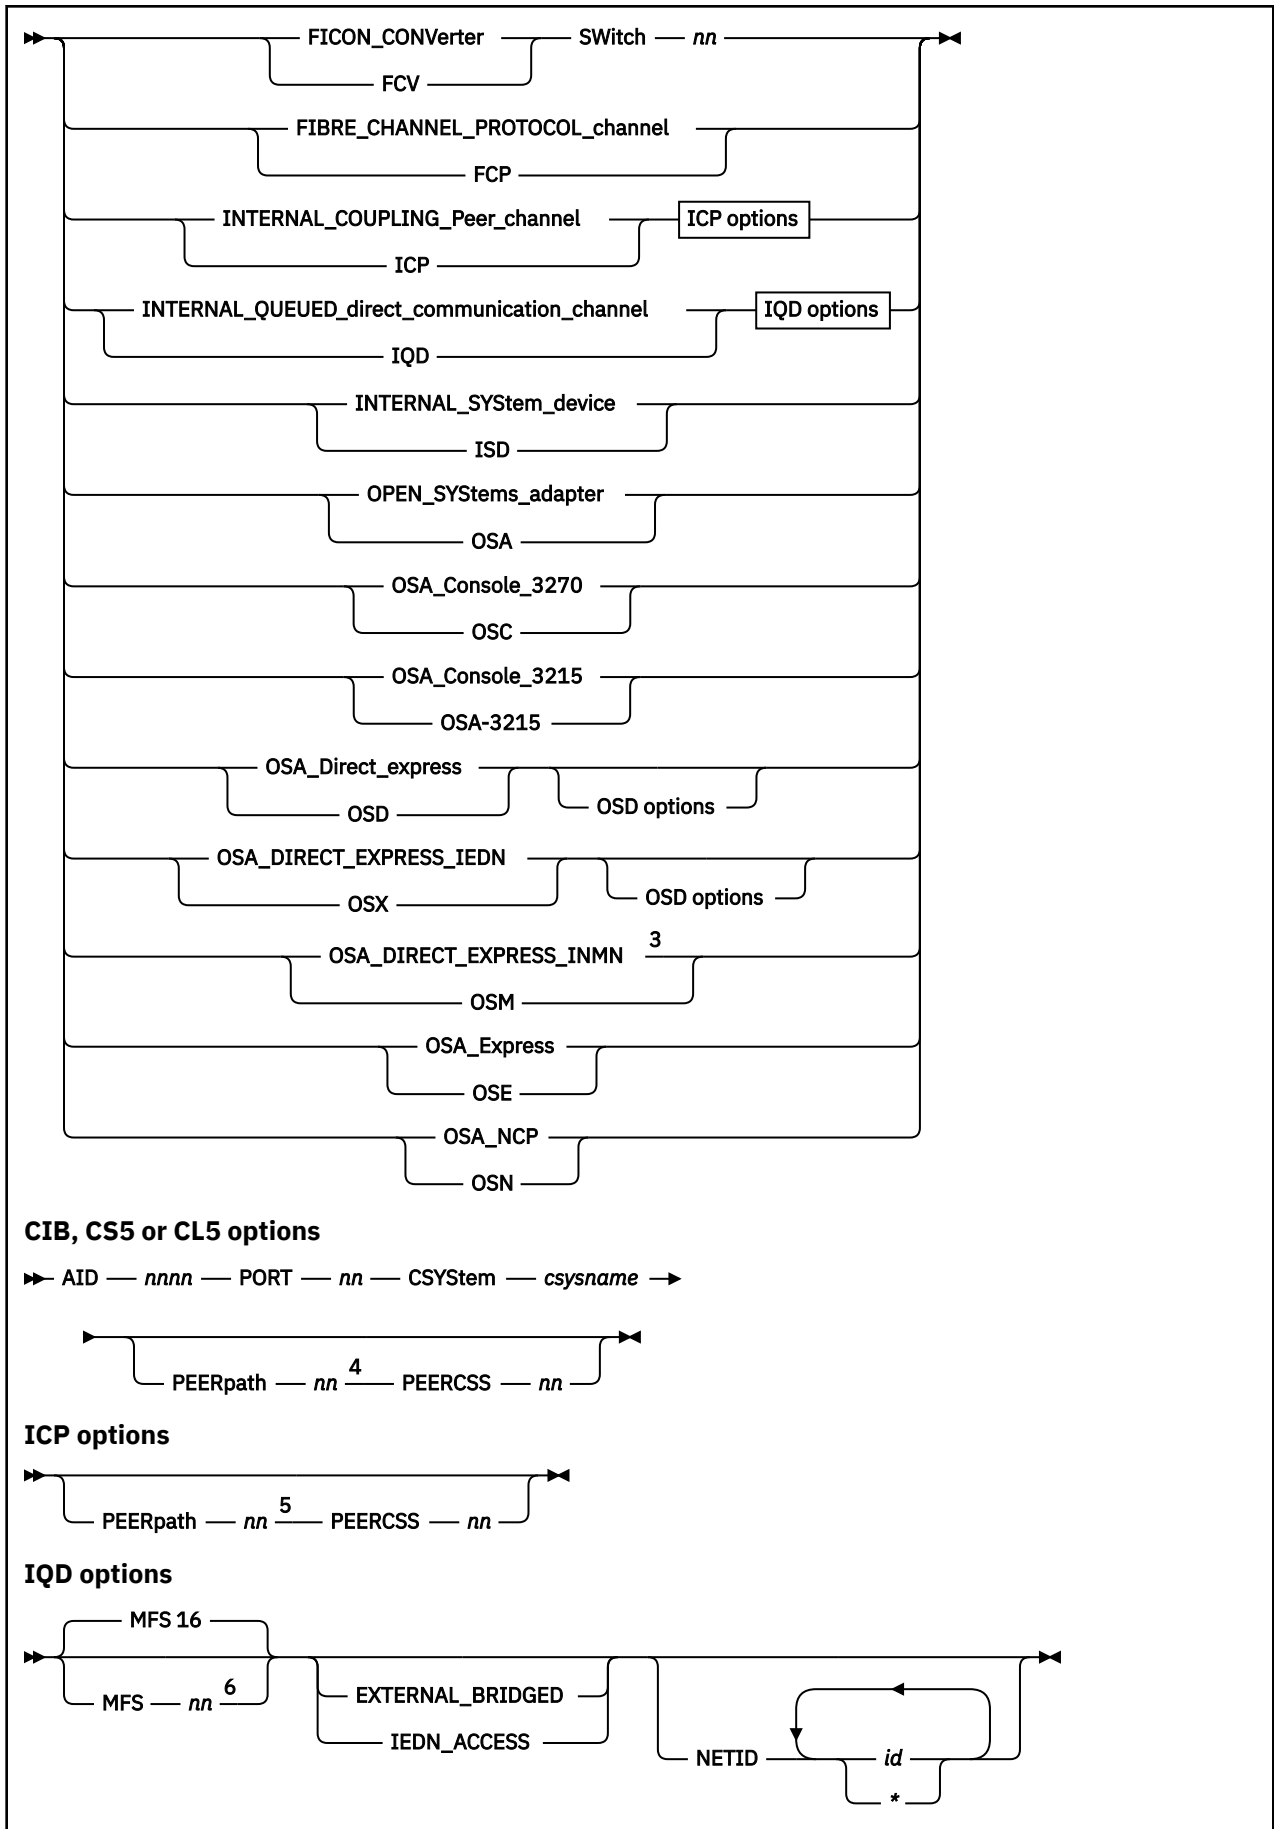 FICON_CONVerter SWitch nn
FCV
FIBRE_CHANNEL_PROTOCOL_channel
FCP
INTERNAL_COUPLING_Peer_channel ICP options
ICP
INTERNAL_QUEUED_direct_communication_channel IQD options
IQD
INTERNAL_SYStem_device
ISD
OPEN_SYStems_adapter
OSA
OSA_Console_3270
OSC
OSA_Console_3215
OSA-3215
OSA_Direct_express
OSD options
OSD
OSA_DIRECT_EXPRESS_IEDN
OSD options
OSX
OSA_DIRECT_EXPRESS_INMN 3
OSM
OSA_Express
OSE
OSA_NCP
OSN
CIB, CS5 or CL5 options
AID nnnn PORT nn CSYStem csysname
PEERpath nn 4 PEERCSS nn
ICP options
PEERpath nn 5 PEERCSS nn
IQD options
MFS 16
MFS nn 6
EXTERNAL_BRIDGED
IEDN_ACCESS
NETID id
*